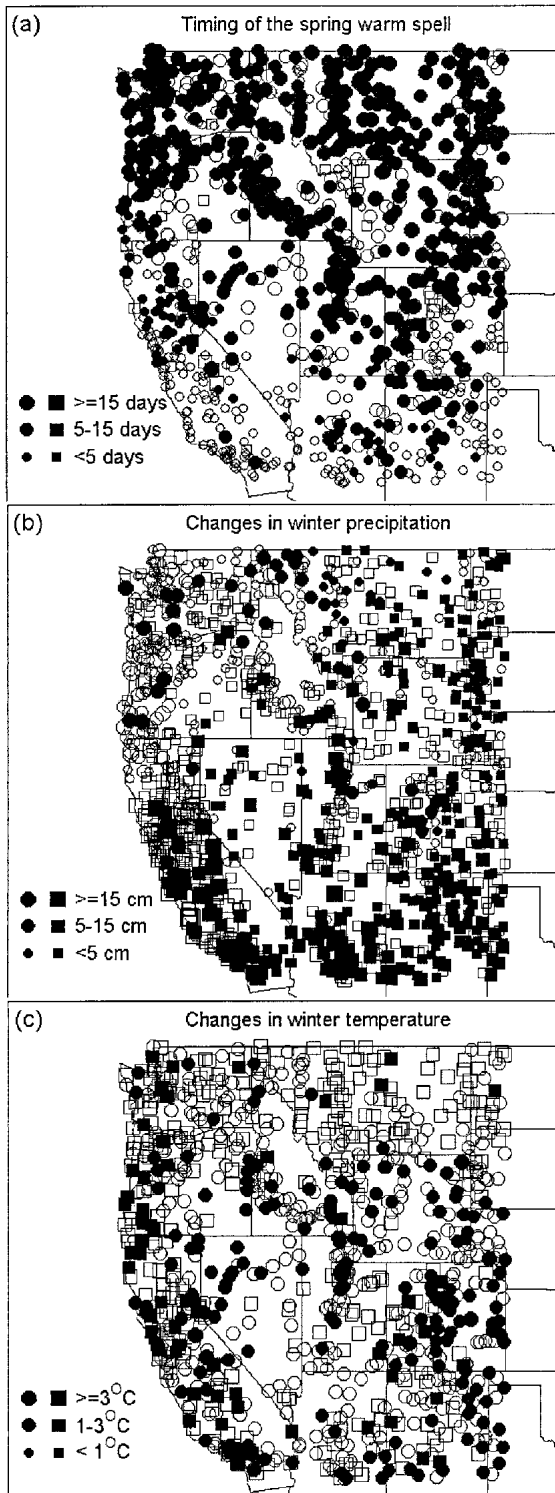 (a) Timing of the spring warm spell
>=15 days
5-15 days
<5 days
(b) Changes in winter precipitation
>=15 cm
5-15 cm
<5 cm
(c) Changes in winter temperature
>=3°C
1-3°C
< 1°C